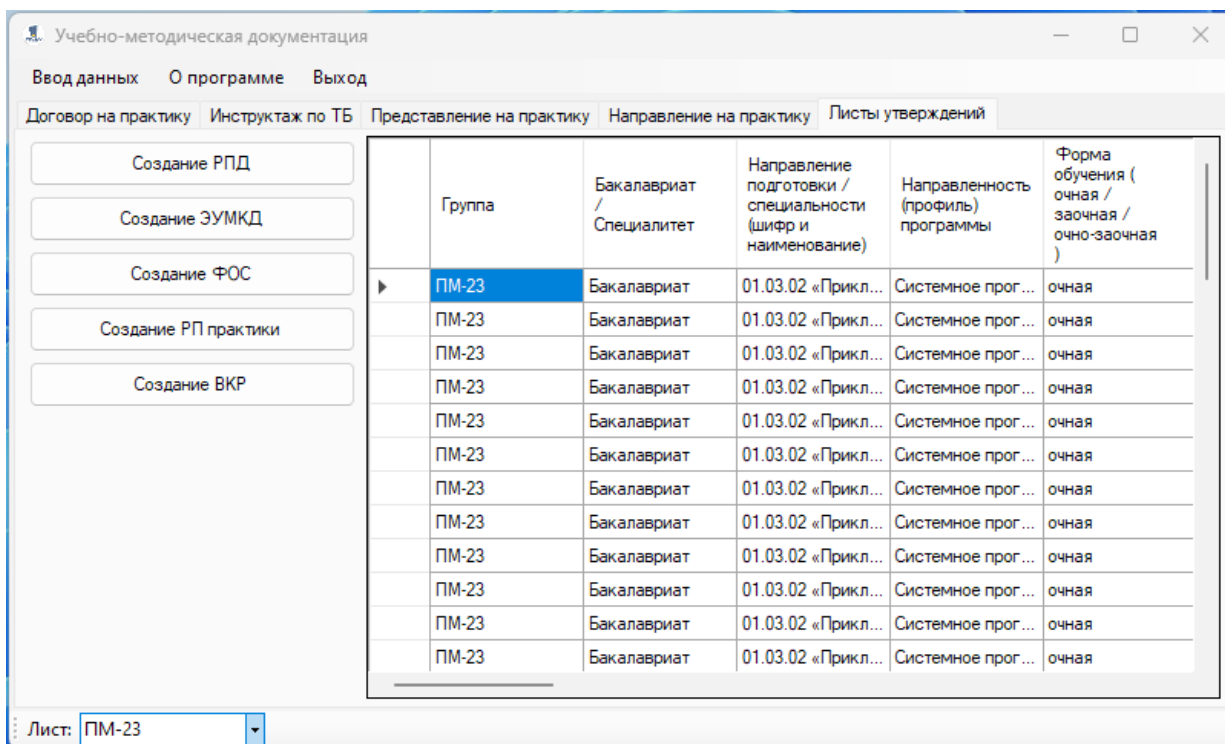 Учебно-методическая документация
Ввод данных О программе Выход
Договор на практику Инструктаж по ТБ Представление на практику Направление на практику Листы утверждений
Создание РПД
Создание ЭУМКД
Создание ФОС
Создание РП практики
Создание ВКР
Группа
Бакалавриат
/
Специалитет
Направление
подготовки /
специальности
(шифр и
наименование)
Направленность
(профиль)
программы
Форма
обучения (
очная /
заочная /
очно-заочная
)
ПМ-23 Бакалавриат 01.03.02 «Прикл... Системное прог... очная
ПМ-23 Бакалавриат 01.03.02 «Прикл... Системное прог... очная
ПМ-23 Бакалавриат 01.03.02 «Прикл... Системное прог... очная
ПМ-23 Бакалавриат 01.03.02 «Прикл... Системное прог... очная
ПМ-23 Бакалавриат 01.03.02 «Прикл... Системное прог... очная
ПМ-23 Бакалавриат 01.03.02 «Прикл... Системное прог... очная
ПМ-23 Бакалавриат 01.03.02 «Прикл... Системное прог... очная
ПМ-23 Бакалавриат 01.03.02 «Прикл... Системное прог... очная
ПМ-23 Бакалавриат 01.03.02 «Прикл... Системное прог... очная
ПМ-23 Бакалавриат 01.03.02 «Прикл... Системное прог... очная
ПМ-23 Бакалавриат 01.03.02 «Прикл... Системное прог... очная
ПМ-23 Бакалавриат 01.03.02 «Прикл... Системное прог... очная
Лист: ПМ-23